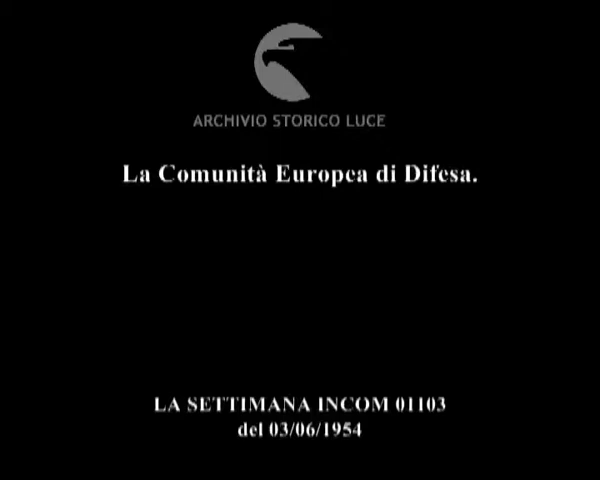 ARCHIVIO STORICO LUCE
La Comunità Europea di Difesa.
LA SETTIMANA INCOM 01103
del 03/06/1954